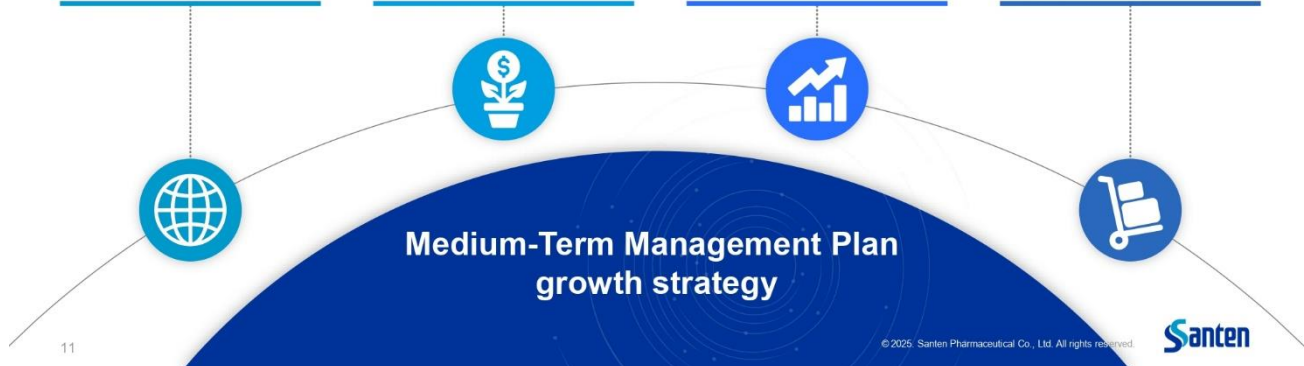 $
Medium-Term Management Plan
growth strategy
11
© 2025. Santen Pharmaceutical Co., Ltd. All rights reserved.
Santen